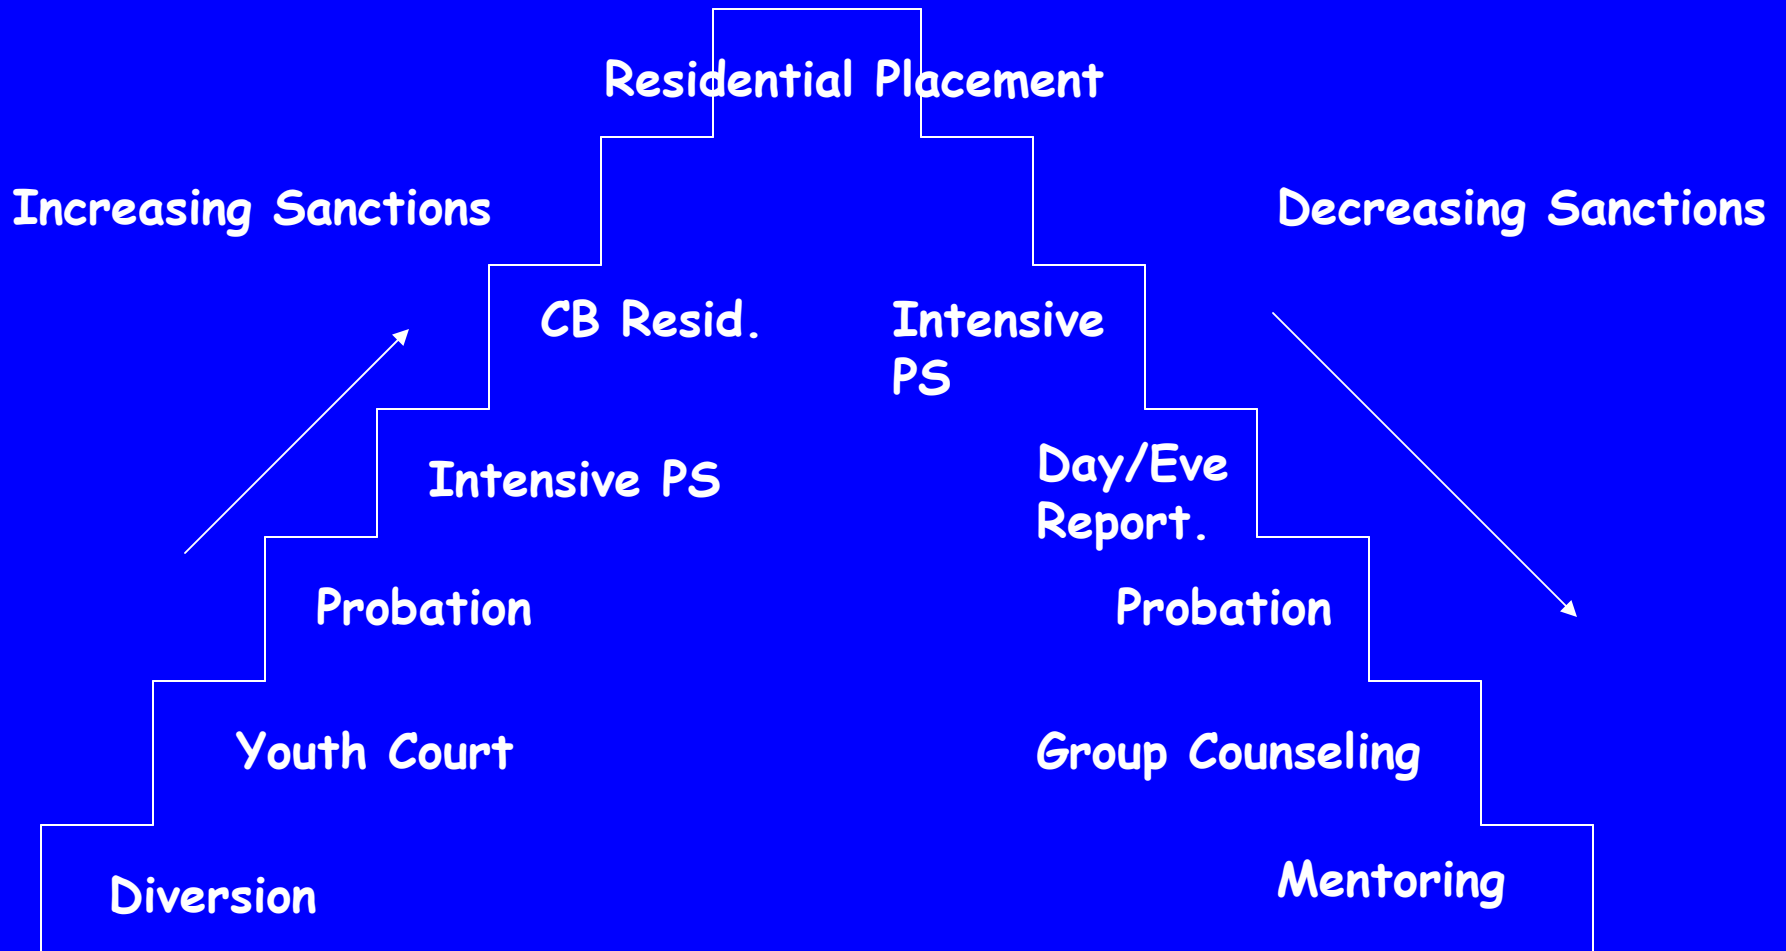 Residential Placement
Increasing Sanctions
Decreasing Sanctions
CB Resid.
Intensive
PS
Intensive PS
Day/Eve
Report.
Probation
Probation
Youth Court
Group Counseling
Diversion
Mentoring